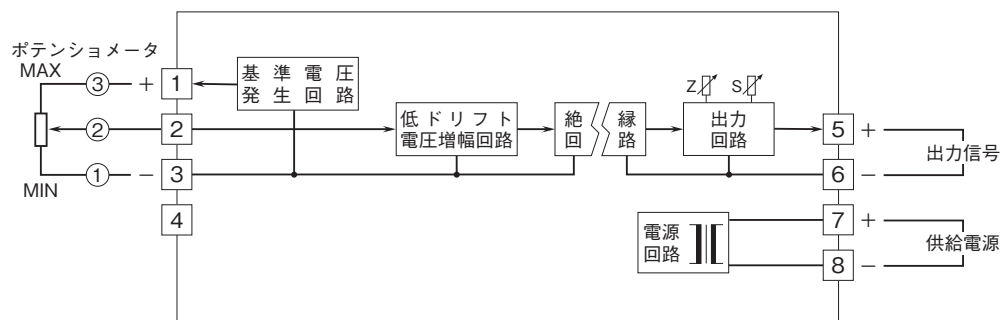 ポテンショメータ
MAX
③
+
1
基準電圧
発生回路
②
2
低ドリフト
電圧増幅回路
絶縁
回路
Z
S
出力
回路
5
+
出力信号
6
−
①
−
3
MIN
4
電源
回路
7
+
供給電源
8
−